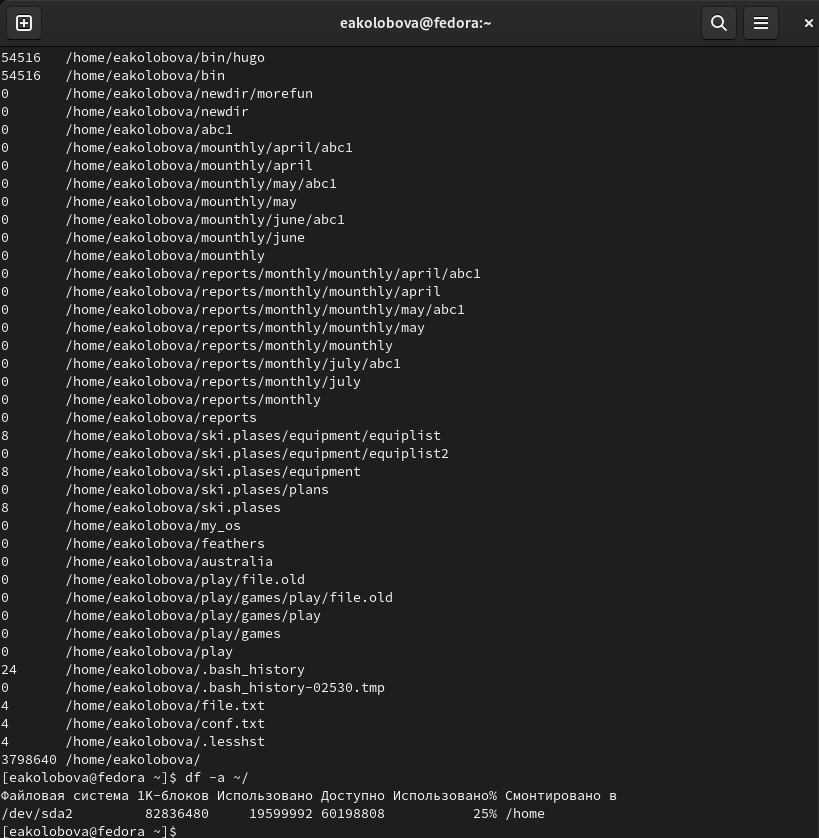 eakolobova@fedora:~
54516 /home/eakolobova/bin/hugo
54516 /home/eakolobova/bin
0 /home/eakolobova/newdir/morefun
0 /home/eakolobova/newdir
0 /home/eakolobova/abc1
0 /home/eakolobova/mounthly/april/abc1
0 /home/eakolobova/mounthly/april
0 /home/eakolobova/mounthly/may/abc1
0 /home/eakolobova/mounthly/may
0 /home/eakolobova/mounthly/june/abc1
0 /home/eakolobova/mounthly/june
0 /home/eakolobova/mounthly
0 /home/eakolobova/reports/monthly/mounthly/april/abc1
0 /home/eakolobova/reports/monthly/mounthly/april
0 /home/eakolobova/reports/monthly/mounthly/may/abc1
0 /home/eakolobova/reports/monthly/mounthly/may
0 /home/eakolobova/reports/monthly/mounthly
0 /home/eakolobova/reports/monthly/july/abc1
0 /home/eakolobova/reports/monthly/july
0 /home/eakolobova/reports/monthly
0 /home/eakolobova/reports
8 /home/eakolobova/ski.plases/equipment/equiplist
0 /home/eakolobova/ski.plases/equipment/equiplist2
8 /home/eakolobova/ski.plases/equipment
0 /home/eakolobova/ski.plases/plans
8 /home/eakolobova/ski.plases
0 /home/eakolobova/my_os
0 /home/eakolobova/feathers
0 /home/eakolobova/australia
0 /home/eakolobova/play/file.old
0 /home/eakolobova/play/games/play/file.old
0 /home/eakolobova/play/games/play
0 /home/eakolobova/play/games
0 /home/eakolobova/play
24 /home/eakolobova/.bash_history
0 /home/eakolobova/.bash_history-02530.tmp
4 /home/eakolobova/file.txt
4 /home/eakolobova/conf.txt
4 /home/eakolobova/.lesshst
3798640 /home/eakolobova/
[eakolobova@fedora ~]$ df -a ~/
Файловая система 1K-блоков Использовано Доступно Использовано% Смонтировано в
/dev/sda2 82836480 19599992 60198808 25% /home
[eakolobova@fedora ~]$